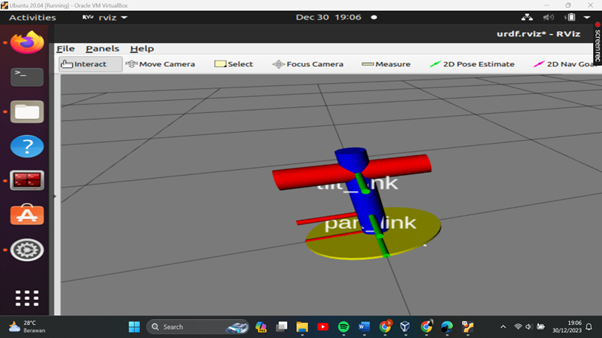 Ubuntu 20.04 [Running] - Oracle VM VirtualBox
Activities
rviz
Dec 30 19:06
urdf.rviz* - RViz
screenrec
File Panels Help
Interact Move Camera Select Focus Camera Measure 2D Pose Estimate 2D Nav Goa
tilt_link
pan_link
28°C
Berawan
Search
19:06
30/12/2023